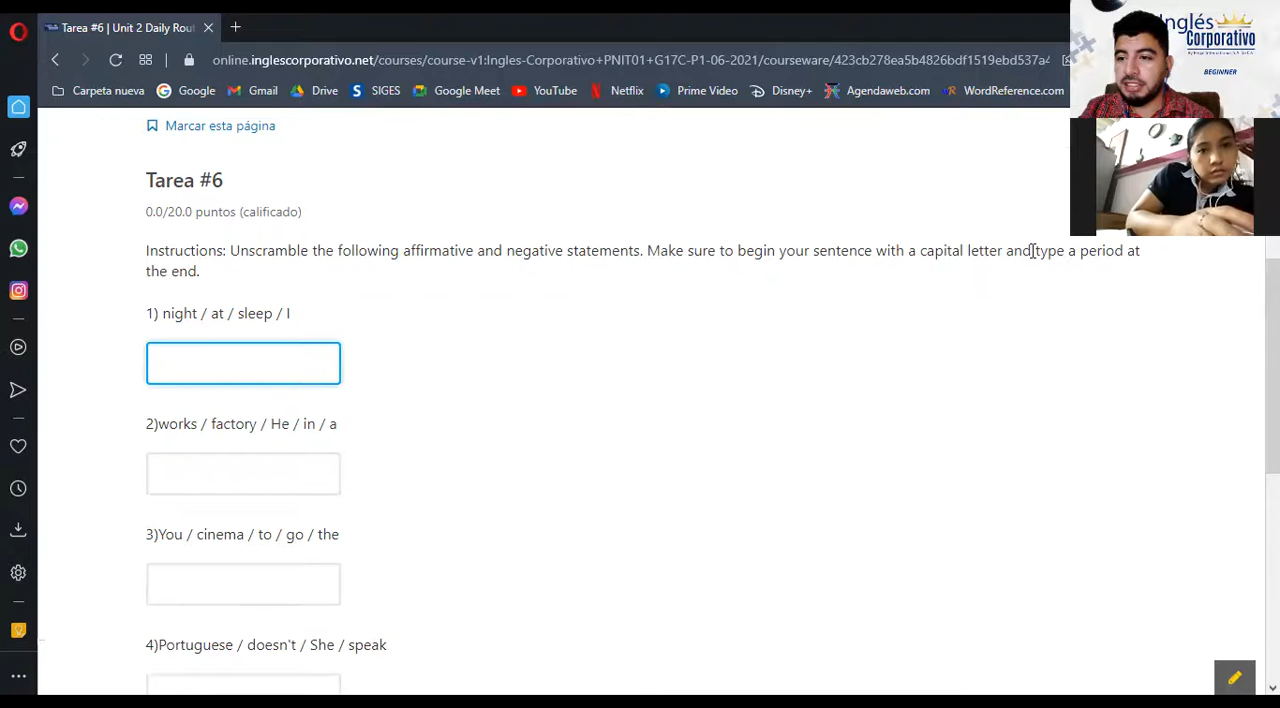 Tarea #6 | Unit 2 Daily Rou
online.inglescorporativo.net/courses/course-v1:Ingles-Corporativo+PNIT01+G17C-P1-06-2021/courseware/423cb278ea5b4826bdf1519ebd537a4
Carpeta nueva Google Gmail Drive SIGES Google Meet YouTube Netflix Prime Video Disney+ Agendaweb.com WordReference.com
Inglés
Corporativo
BEGINNER
Marcar esta página
Tarea #6
0.0/20.0 puntos (calificado)
Instructions: Unscramble the following affirmative and negative statements. Make sure to begin your sentence with a capital letter and type a period at
the end.
1) night / at / sleep / I
2)works / factory / He / in / a
3)You / cinema / to / go / the
4)Portuguese / doesn't / She / speak